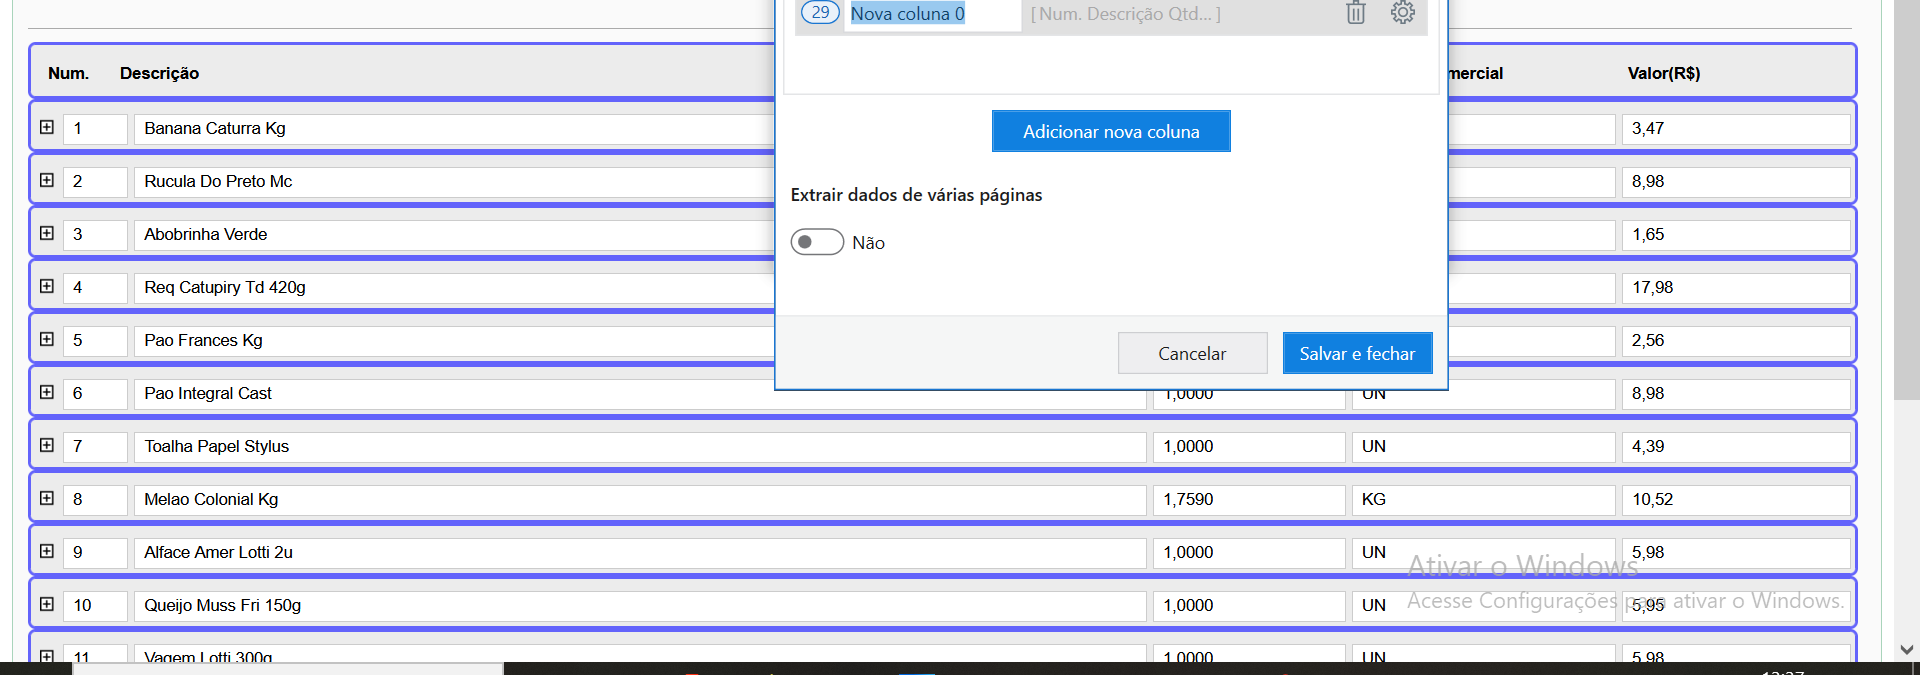 29 Nova coluna 0 [ Num. Descrição Qtd... ]
Num. Descrição mercial Valor(R$)
1 Banana Caturra Kg 3,47
Adicionar nova coluna
2 Rucula Do Preto Mc 8,98
Extrair dados de várias páginas
3 Abobrinha Verde 1,65
Não
4 Req Catupiry Td 420g 17,98
5 Pao Frances Kg 2,56
Cancelar Salvar e fechar
6 Pao Integral Cast 1,0000 UN 8,98
7 Toalha Papel Stylus 1,0000 UN 4,39
8 Melao Colonial Kg 1,7590 KG 10,52
9 Alface Amer Lotti 2u 1,0000 UN 5,98
Ativar o Windows
10 Queijo Muss Fri 150g 1,0000 UN 5,95
Acesse Configurações para ativar o Windows.
11 Vagem Lotti 300g 1,0000 UN 5,98